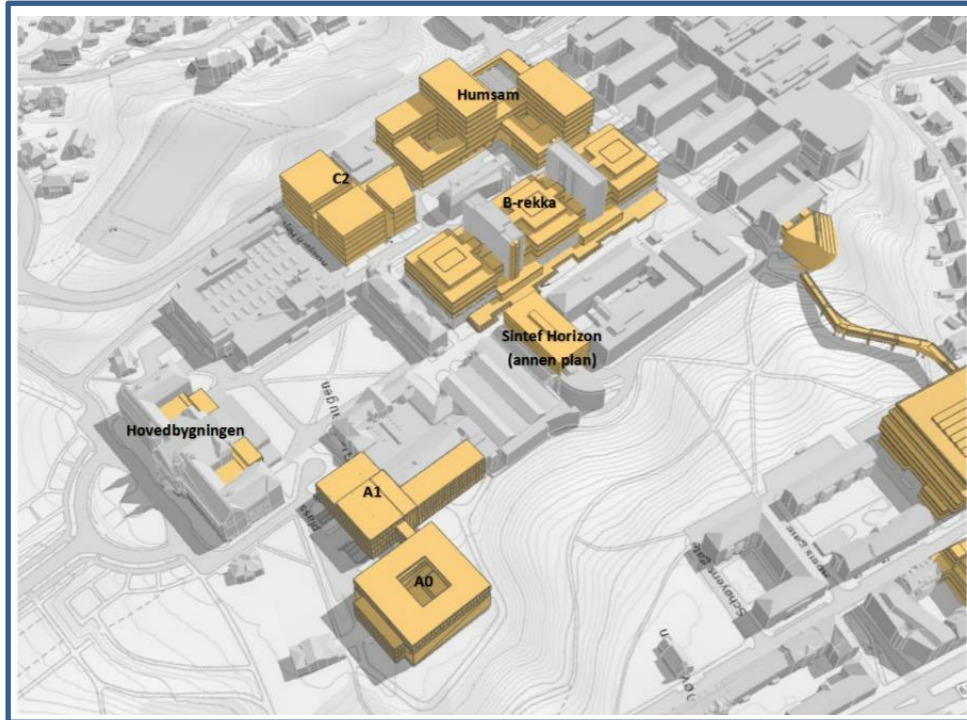 Humsam
C2
B-rekka
Sintef Horizon
(annen plan)
Hovedbygningen
A1
A0